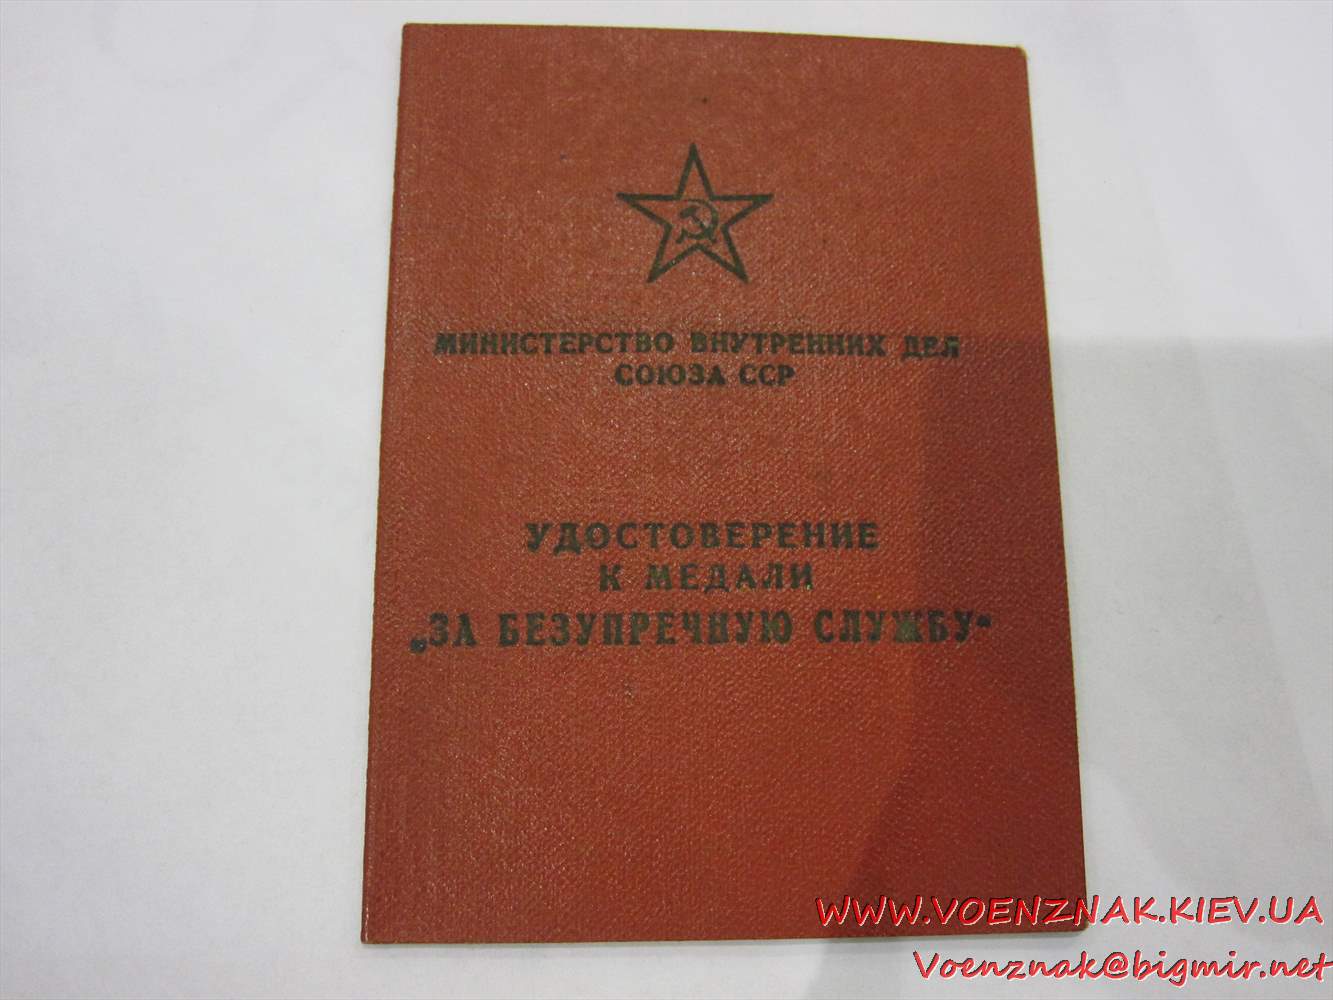 МИНИСТЕРСТВО ВНУТРЕННИХ ДЕЛ
СОЮЗА ССР
УДОСТОВЕРЕНИЕ
К МЕДАЛИ
„ЗА БЕЗУПРЕЧНУЮ СЛУЖБУ“
WWW.VOENZNAK.KIEV.UA
Voenznak@bigmir.net